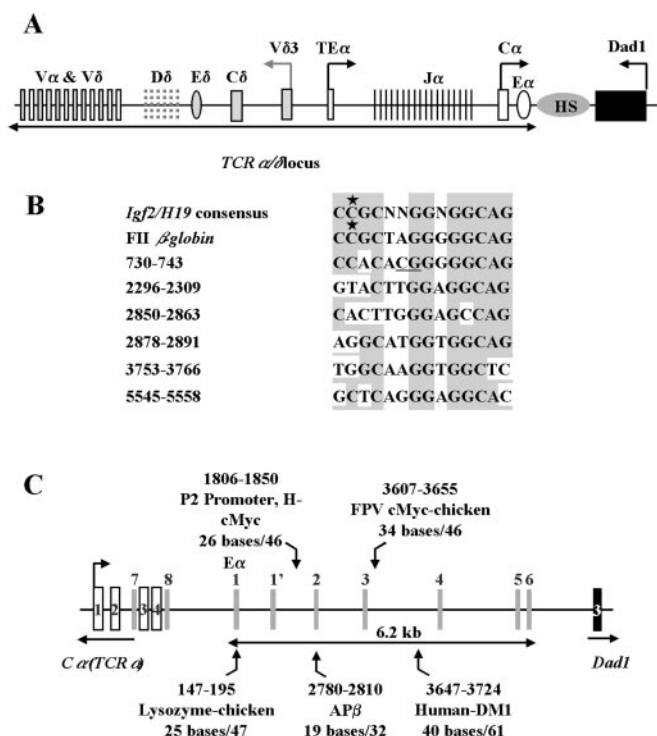 A
Vα & Vδ
Dδ
Eδ
Cδ
Vδ3
TEα
Jα
Cα
Eα
HS
Dad1
TCR α/δlocus
B
Igf2/H19 consensus CCGCNNGGNGGCAG
FII β-globin CCGCTAGGGGGCAG
730-743 CCACACGGGGGCAG
2296-2309 GTACTTGGAGGCAG
2850-2863 CACTTGGGAGCCAG
2878-2891 AGGCATGGTGGCAG
3753-3766 TGGCAAGGTGGCTC
5545-5558 GCTCAGGGAGGCAC
C
1806-1850
P2 Promoter, H-
cMyc
26 bases/46
3607-3655
FPV cMyc-chicken
34 bases/46
Eα
7 8 1 1' 2 3 4 5 6
1 2 3 4 3
6.2 kb
C α(TCR α)
Dad1
147-195
Lysozyme-chicken
25 bases/47
2780-2810
APβ
19 bases/32
3647-3724
Human-DM1
40 bases/61